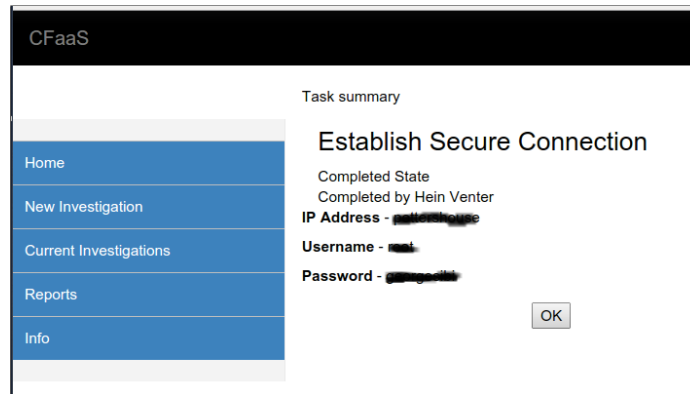 CFaaS
Task summary
Home
New Investigation
Current Investigations
Reports
Info
Establish Secure Connection
Completed State
Completed by Hein Venter
IP Address -
Username -
Password -
OK